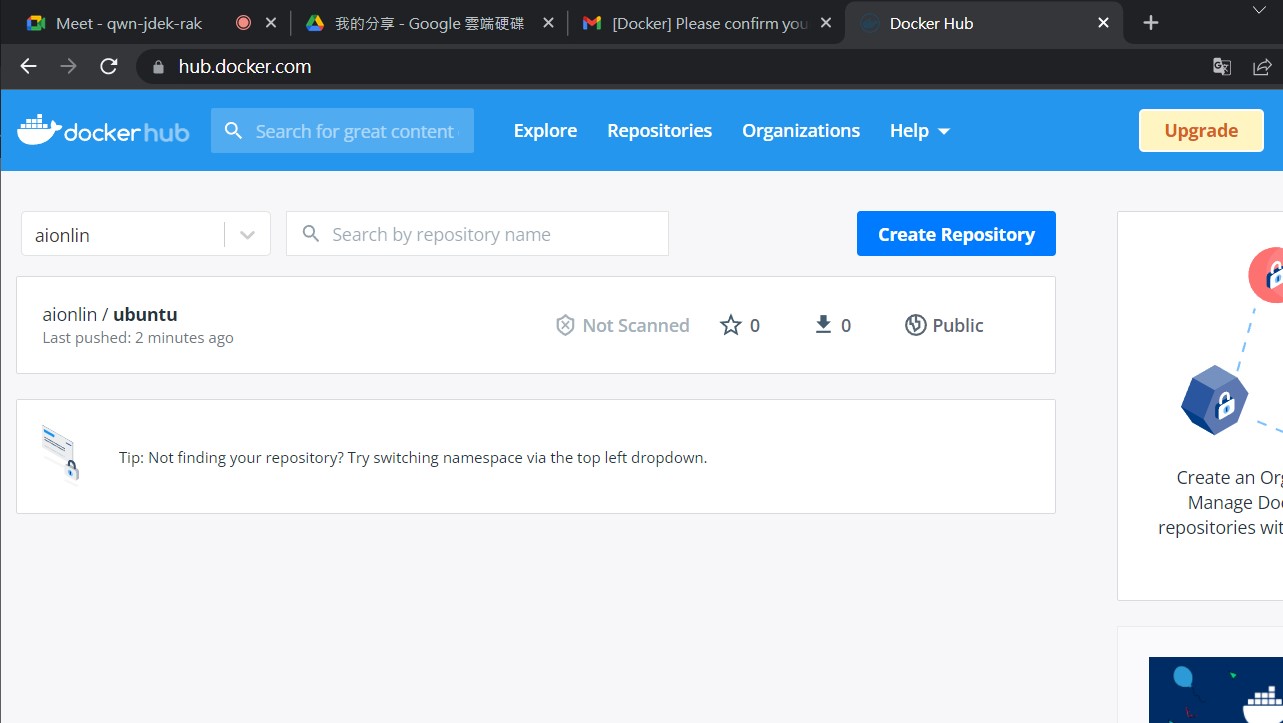 Meet - qwn-jdek-rak
我的分享 - Google 雲端硬碟
[Docker] Please confirm you
Docker Hub
hub.docker.com
docker hub
Search for great content
Explore
Repositories
Organizations
Help
Upgrade
aionlin
Search by repository name
Create Repository
aionlin / ubuntu
Last pushed: 2 minutes ago
Not Scanned
0
0
Public
Tip: Not finding your repository? Try switching namespace via the top left dropdown.
Create an Org
Manage Doc
repositories wit